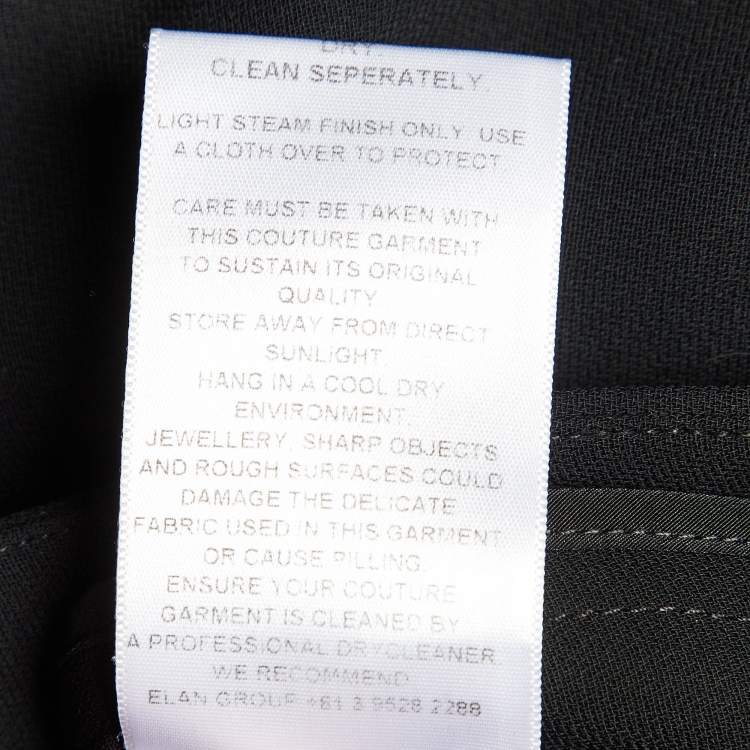 DRY
CLEAN SEPERATELY.
LIGHT STEAM FINISH ONLY. USE
A CLOTH OVER TO PROTECT
CARE MUST BE TAKEN WITH
THIS COUTURE GARMENT
TO SUSTAIN ITS ORIGINAL
QUALITY
STORE AWAY FROM DIRECT
SUNLIGHT.
HANG IN A COOL DRY
ENVIRONMENT.
JEWELLERY, SHARP OBJECTS
AND ROUGH SURFACES COULD
DAMAGE THE DELICATE
FABRIC USED IN THIS GARMENT
OR CAUSE PILLING.
ENSURE YOUR COUTURE
GARMENT IS CLEANED BY
A PROFESSIONAL DRYCLEANER
WE RECOMMEND
ELAN GROUP +61 3 9528 2288